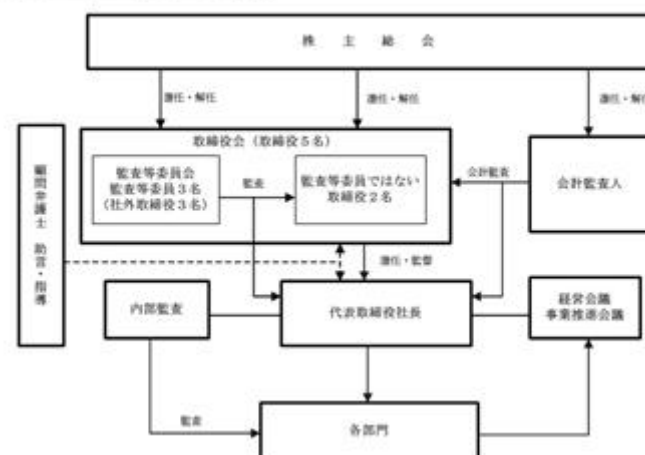 株主総会
選任・解任
選任・解任
選任・解任
取締役会（取締役５名）
監査等委員会
監査等委員３名
（社外取締役３名）
監査
監査等委員ではない
取締役２名
会計監査
会計監査人
顧問弁護士 助言・指導
選任・監督
内部監査
代表取締役社長
経営会議
事業推進会議
監査
各部門